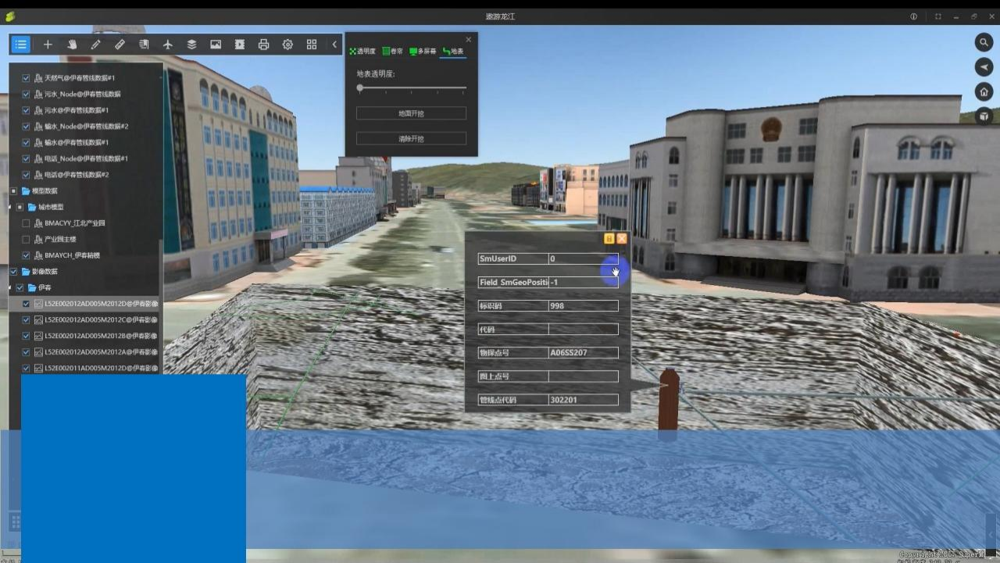 遨游龙江
透明度 卷帘 多屏幕 地表
地表透明度:
地面开挖
清除开挖
天然气@伊春管线数据#1
污水_Node@伊春管线数据
污水@伊春管线数据#1
输水_Node@伊春管线数据#2
输水@伊春管线数据#1
电话_Node@伊春管线数据#1
电话@伊春管线数据#2
模型数据
城市模型
BMACYY_江北产业园
产业园主楼
BMAYCH_伊春精模
影像数据
伊春
L52E002012AD005M2012D@伊春影像
L52E002012AD005M2012C@伊春影像
L52E002012AD005M2012B@伊春影像
L52E002012AD005M2012A@伊春影像
L52E002011AD005M2012D@伊春影像
SmUserID 0
Field_SmGeoPositi -1
标识码 998
代码
物探点号 A06SS207
图上点号
管线点代码 302201